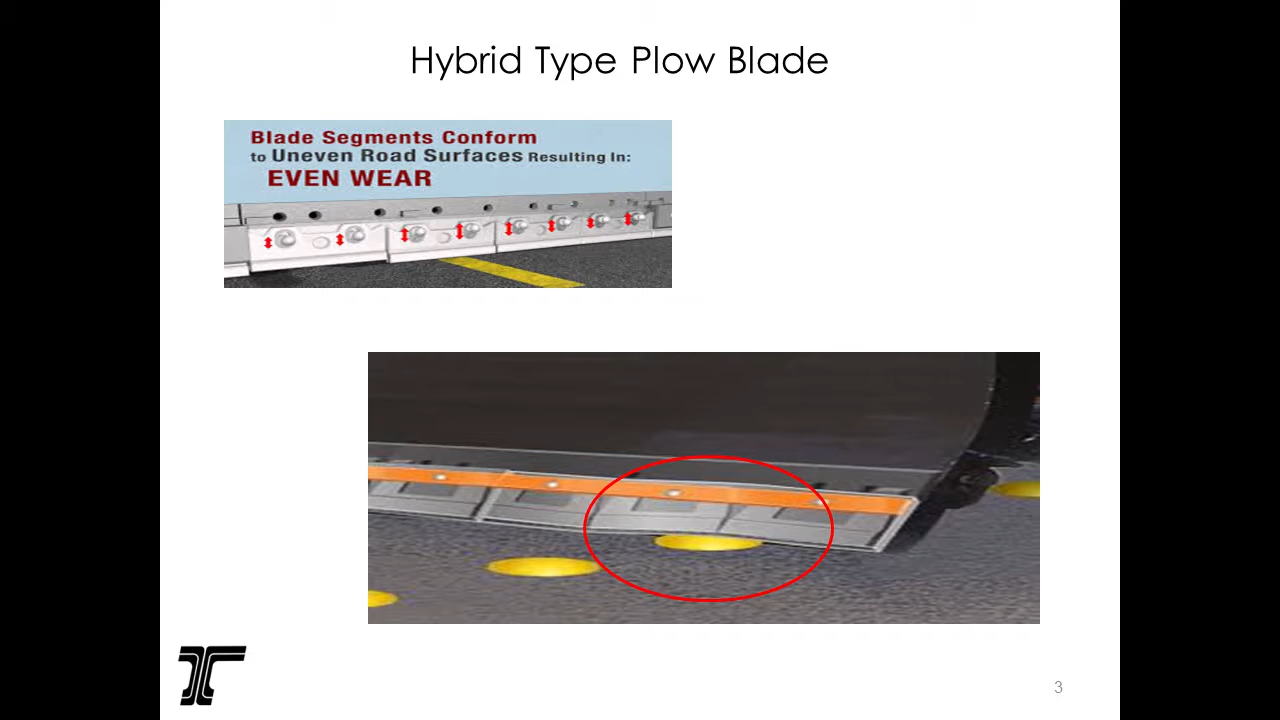 Hybrid Type Plow Blade
Blade Segments Conform
to Uneven Road Surfaces Resulting In:
EVEN WEAR
3